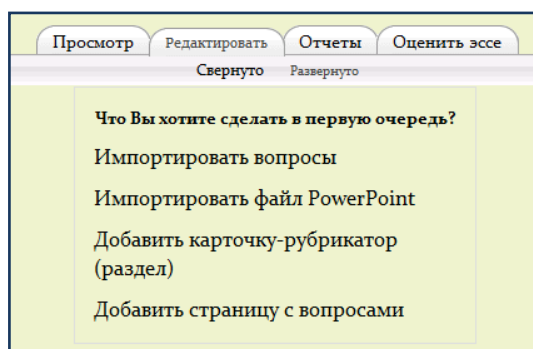 Просмотр Редактировать Отчеты Оценить эссе
Свернуто Развернуто
Что Вы хотите сделать в первую очередь?
Импортировать вопросы
Импортировать файл PowerPoint
Добавить карточку-рубрикатор
(раздел)
Добавить страницу с вопросами